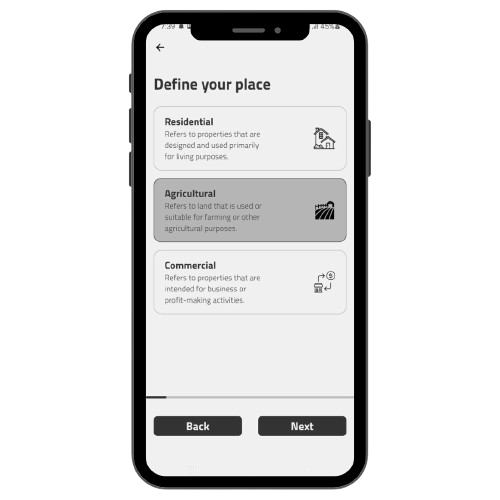 7:39
45%
Define your place
Residential
Refers to properties that are
designed and used primarily
for living purposes.
Agricultural
Refers to land that is used or
suitable for farming or other
agricultural purposes.
Commercial
Refers to properties that are
intended for business or
profit-making activities.
$
Back
Next